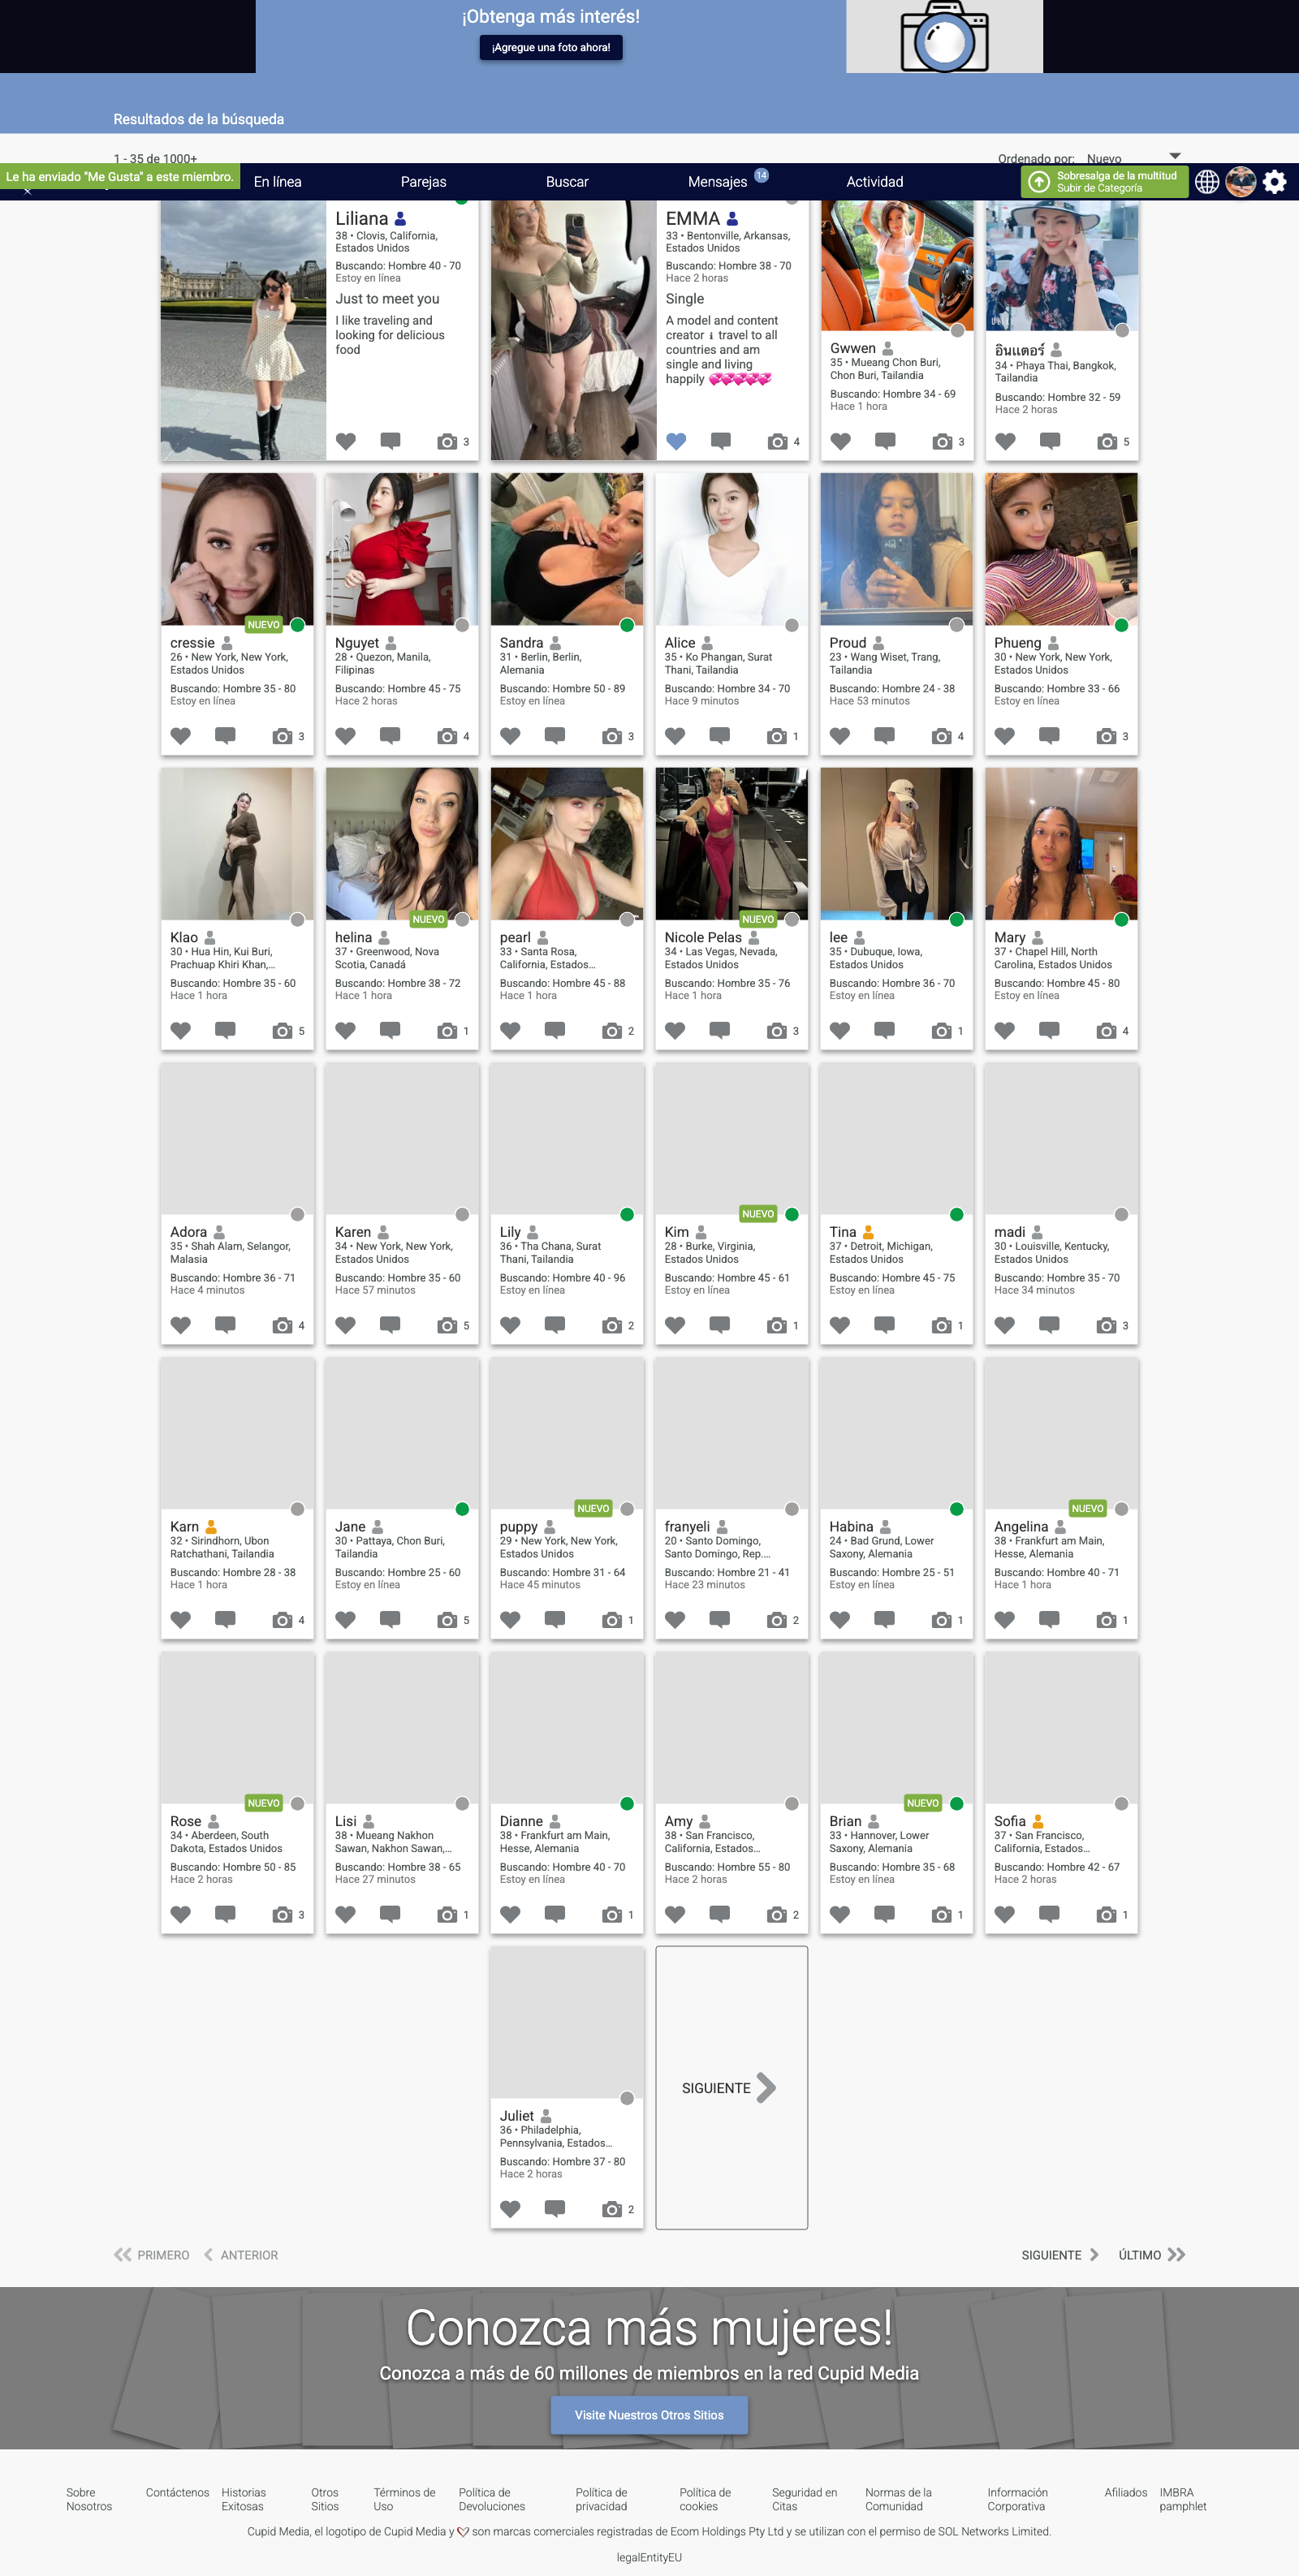 ¡Obtenga más interés!
¡Agregue una foto ahora!
Resultados de la búsqueda
1 - 35 de 1000+
Ordenado por: Nuevo
Le ha enviado "Me Gusta" a este miembro.
En línea
Parejas
Buscar
Mensajes 14
Actividad
Sobresalga de la multitud
Subir de Categoría
Liliana
38 • Clovis, California,
Estados Unidos
Buscando: Hombre 40 - 70
Estoy en línea
Just to meet you
I like traveling and
looking for delicious
food
3
EMMA
33 • Bentonville, Arkansas,
Estados Unidos
Buscando: Hombre 38 - 70
Hace 2 horas
Single
A model and content
creator ℹ travel to all
countries and am
single and living
happily 💞💞💞💞💞
4
Gwwen
35 • Mueang Chon Buri,
Chon Buri, Tailandia
Buscando: Hombre 34 - 69
Hace 1 hora
3
อินแตอร์
34 • Phaya Thai, Bangkok,
Tailandia
Buscando: Hombre 32 - 59
Hace 2 horas
5
NUEVO
cressie
26 • New York, New York,
Estados Unidos
Buscando: Hombre 35 - 80
Estoy en línea
3
Nguyet
28 • Quezon, Manila,
Filipinas
Buscando: Hombre 45 - 75
Hace 2 horas
4
Sandra
31 • Berlin, Berlin,
Alemania
Buscando: Hombre 50 - 89
Estoy en línea
3
Alice
35 • Ko Phangan, Surat
Thani, Tailandia
Buscando: Hombre 34 - 70
Hace 9 minutos
1
Proud
23 • Wang Wiset, Trang,
Tailandia
Buscando: Hombre 24 - 38
Hace 53 minutos
4
Phueng
30 • New York, New York,
Estados Unidos
Buscando: Hombre 33 - 66
Estoy en línea
3
Klao
30 • Hua Hin, Kui Buri,
Prachuap Khiri Khan,...
Buscando: Hombre 35 - 60
Hace 1 hora
5
NUEVO
helina
37 • Greenwood, Nova
Scotia, Canadá
Buscando: Hombre 38 - 72
Hace 1 hora
1
pearl
33 • Santa Rosa,
California, Estados...
Buscando: Hombre 45 - 88
Hace 1 hora
2
NUEVO
Nicole Pelas
34 • Las Vegas, Nevada,
Estados Unidos
Buscando: Hombre 35 - 76
Hace 1 hora
3
lee
35 • Dubuque, Iowa,
Estados Unidos
Buscando: Hombre 36 - 70
Estoy en línea
1
Mary
37 • Chapel Hill, North
Carolina, Estados Unidos
Buscando: Hombre 45 - 80
Estoy en línea
4
Adora
35 • Shah Alam, Selangor,
Malasia
Buscando: Hombre 36 - 71
Hace 4 minutos
4
Karen
34 • New York, New York,
Estados Unidos
Buscando: Hombre 35 - 60
Hace 57 minutos
5
Lily
36 • Tha Chana, Surat
Thani, Tailandia
Buscando: Hombre 40 - 96
Estoy en línea
2
NUEVO
Kim
28 • Burke, Virginia,
Estados Unidos
Buscando: Hombre 45 - 61
Estoy en línea
1
Tina
37 • Detroit, Michigan,
Estados Unidos
Buscando: Hombre 45 - 75
Estoy en línea
1
madi
30 • Louisville, Kentucky,
Estados Unidos
Buscando: Hombre 35 - 70
Hace 34 minutos
3
Karn
32 • Sirindhorn, Ubon
Ratchathani, Tailandia
Buscando: Hombre 28 - 38
Hace 1 hora
4
Jane
30 • Pattaya, Chon Buri,
Tailandia
Buscando: Hombre 25 - 60
Estoy en línea
5
NUEVO
puppy
29 • New York, New York,
Estados Unidos
Buscando: Hombre 31 - 64
Hace 45 minutos
1
franyeli
20 • Santo Domingo,
Santo Domingo, Rep....
Buscando: Hombre 21 - 41
Hace 23 minutos
2
Habina
24 • Bad Grund, Lower
Saxony, Alemania
Buscando: Hombre 25 - 51
Estoy en línea
1
NUEVO
Angelina
38 • Frankfurt am Main,
Hesse, Alemania
Buscando: Hombre 40 - 71
Hace 1 hora
1
NUEVO
Rose
34 • Aberdeen, South
Dakota, Estados Unidos
Buscando: Hombre 50 - 85
Hace 2 horas
3
Lisi
38 • Mueang Nakhon
Sawan, Nakhon Sawan,...
Buscando: Hombre 38 - 65
Hace 27 minutos
1
Dianne
38 • Frankfurt am Main,
Hesse, Alemania
Buscando: Hombre 40 - 70
Estoy en línea
1
Amy
38 • San Francisco,
California, Estados...
Buscando: Hombre 55 - 80
Hace 2 horas
2
NUEVO
Brian
33 • Hannover, Lower
Saxony, Alemania
Buscando: Hombre 35 - 68
Estoy en línea
1
Sofia
37 • San Francisco,
California, Estados...
Buscando: Hombre 42 - 67
Hace 2 horas
1
Juliet
36 • Philadelphia,
Pennsylvania, Estados...
Buscando: Hombre 37 - 80
Hace 2 horas
2
SIGUIENTE
PRIMERO
ANTERIOR
SIGUIENTE
ÚLTIMO
Conozca más mujeres!
Conozca a más de 60 millones de miembros en la red Cupid Media
Visite Nuestros Otros Sitios
Sobre
Nosotros
Contáctenos
Historias
Exitosas
Otros
Sitios
Términos de
Uso
Política de
Devoluciones
Política de
privacidad
Política de
cookies
Seguridad en
Citas
Normas de la
Comunidad
Información
Corporativa
Afiliados
IMBRA
pamphlet
Cupid Media, el logotipo de Cupid Media y son marcas comerciales registradas de Ecom Holdings Pty Ltd y se utilizan con el permiso de SOL Networks Limited.
legalEntityEU